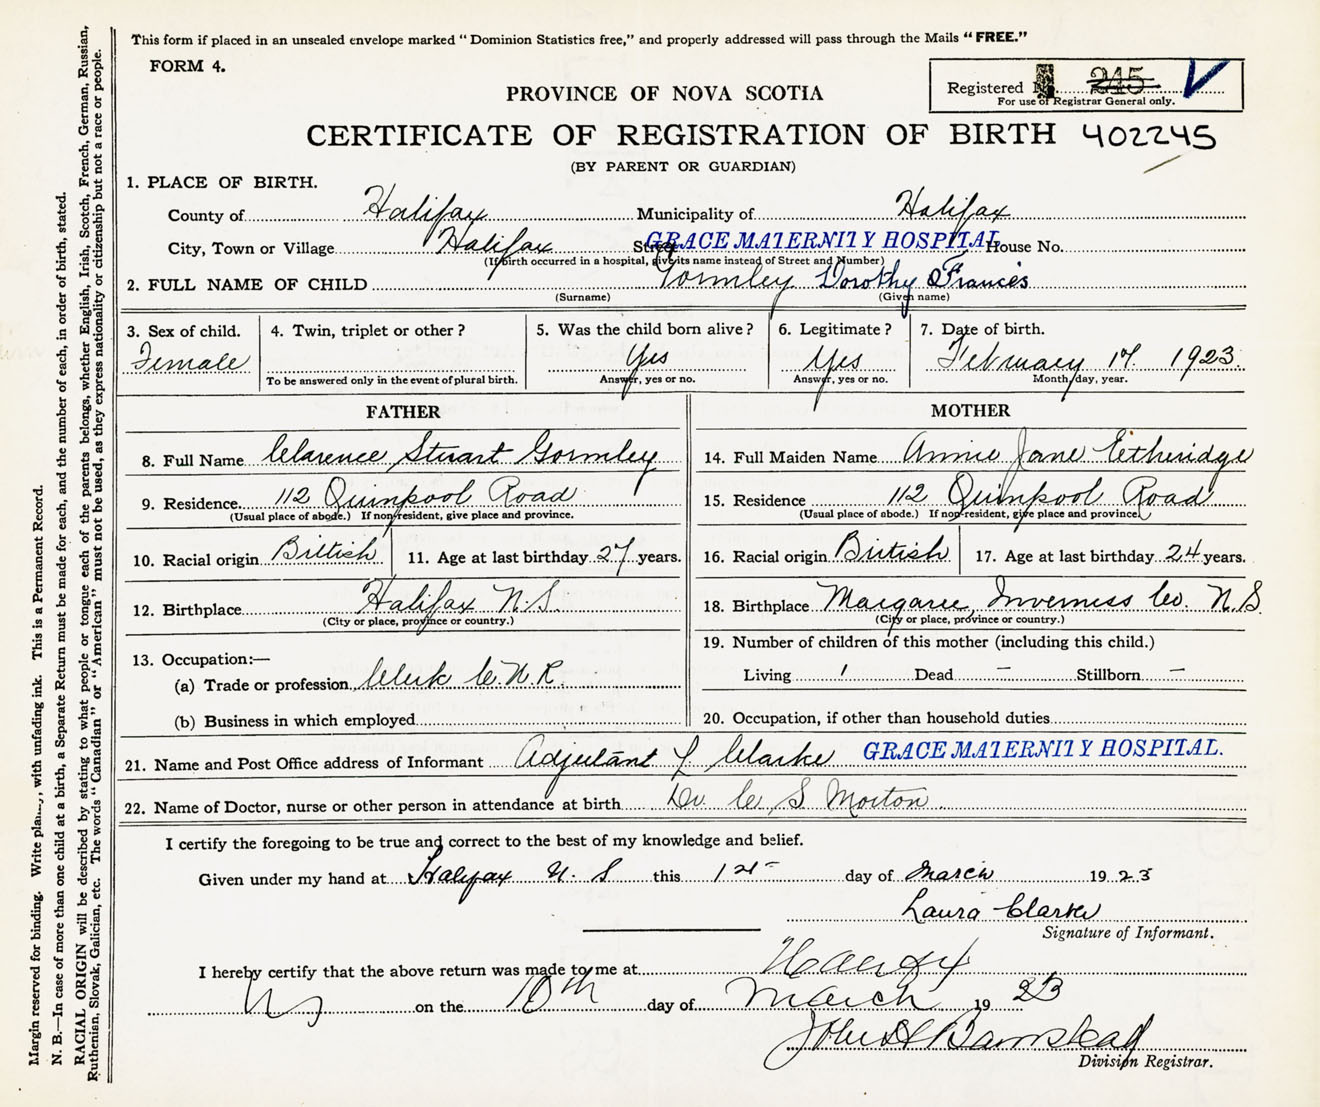 This form if placed in an unsealed envelope marked "Dominion Statistics free," and properly addressed will pass through the Mails "FREE."
FORM 4.
Registered 245
For use of Registrar General only.
PROVINCE OF NOVA SCOTIA
CERTIFICATE OF REGISTRATION OF BIRTH 402245
(BY PARENT OR GUARDIAN)
1. PLACE OF BIRTH.
County of Halifax Municipality of Halifax
City, Town or Village Halifax Street GRACE MATERNITY HOSPITAL House No.
(If birth occurred in a hospital, give its name instead of Street and Number)
2. FULL NAME OF CHILD Gormley Dorothy Frances
(Surname) (Given name)
3. Sex of child. 4. Twin, triplet or other? 5. Was the child born alive? 6. Legitimate? 7. Date of birth.
Female Yes Yes February 17. 1923.
To be answered only in the event of plural birth. Answer, yes or no. Answer, yes or no. Month, day, year.
FATHER MOTHER
8. Full Name Clarence Stuart Gormley 14. Full Maiden Name Annie Jane Etheridge
9. Residence 112 Quinpool Road 15. Residence 112 Quinpool Road
(Usual place of abode.) If non-resident, give place and province. (Usual place of abode.) If non-resident, give place and province.
10. Racial origin British 11. Age at last birthday 27 years. 16. Racial origin British 17. Age at last birthday 24 years.
12. Birthplace Halifax N.S. 18. Birthplace Margaree, Inverness Co. N.S.
(City or place, province or country.) (City or place, province or country.)
13. Occupation:— 19. Number of children of this mother (including this child.)
(a) Trade or profession Clerk C.N.R. Living 1 Dead – Stillborn –
(b) Business in which employed 20. Occupation, if other than household duties
21. Name and Post Office address of Informant Adjutant L Clarke GRACE MATERNITY HOSPITAL.
22. Name of Doctor, nurse or other person in attendance at birth Dr. C. S. Morton.
I certify the foregoing to be true and correct to the best of my knowledge and belief.
Given under my hand at Halifax N. S this 1st day of March 1923
Laura Clarke
Signature of Informant.
I hereby certify that the above return was made to me at Halifax
NS on the 10th day of March 1923
John H Barnstead
Division Registrar.
Margin reserved for binding. Write , with unfading ink. This is a Permanent Record.
N. B.—In case of more than one child at a birth, a Separate Return must be made for each, and the number of each, in order of birth, stated.
RACIAL ORIGIN will be described by stating to what people or tongue each of the parents belongs, whether English, Irish, Scotch, French, German, Russian,
Ruthenian, Slovak, Galician, etc. The words "Canadian" or "American" must not be used, as they express nationality or citizenship but not a race or people.